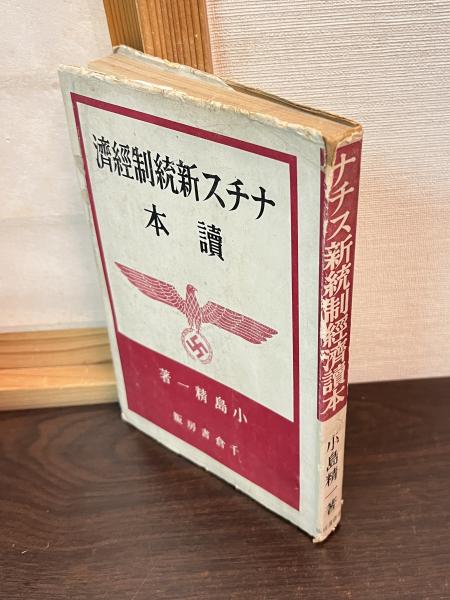 ナチス新統制經濟
讀本
小島精一著
千倉書房版
ナチス新統制經濟讀本
小島精一著